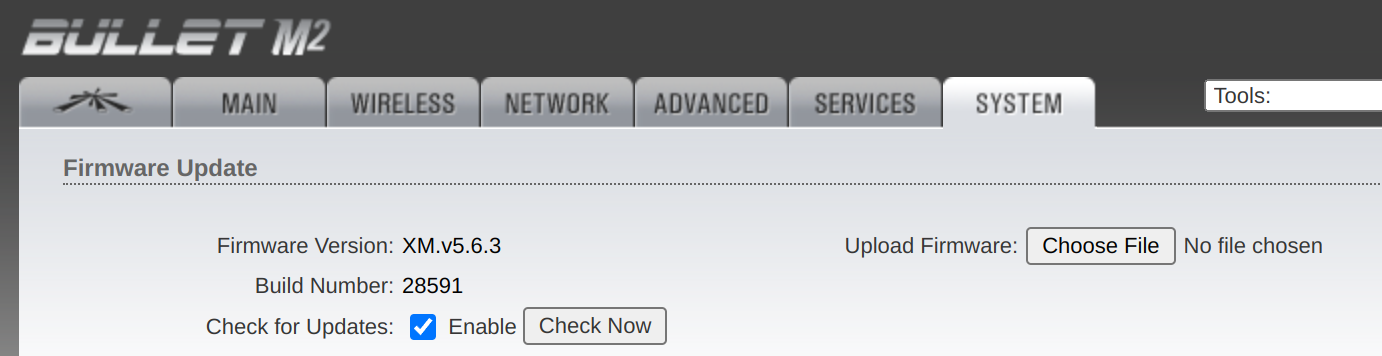 BULLET M2
MAIN WIRELESS NETWORK ADVANCED SERVICES SYSTEM Tools:
Firmware Update
Firmware Version: XM.v5.6.3 Upload Firmware: Choose File No file chosen
Build Number: 28591
Check for Updates: Enable Check Now